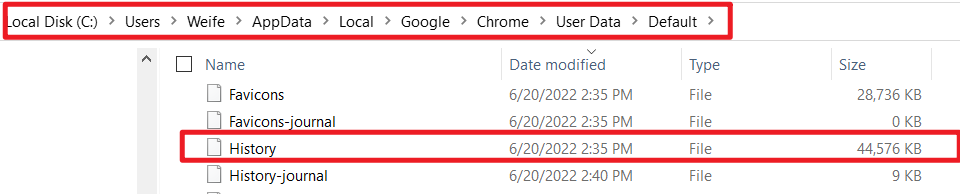 Local Disk (C:) > Users > Weife > AppData > Local > Google > Chrome > User Data > Default >
Name Date modified Type Size
Favicons 6/20/2022 2:35 PM File 28,736 KB
Favicons-journal 6/20/2022 2:35 PM File 0 KB
History 6/20/2022 2:35 PM File 44,576 KB
History-journal 6/20/2022 2:40 PM File 9 KB